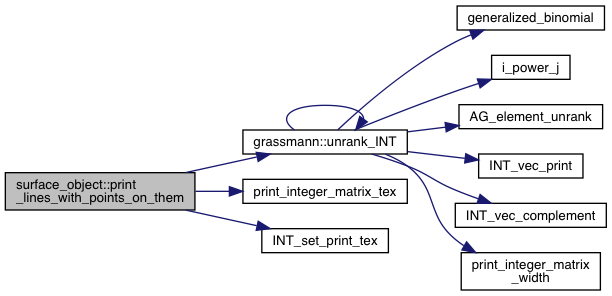 surface_object::print
_lines_with_points_on_them
grassmann::unrank_INT
print_integer_matrix_tex
INT_set_print_tex
generalized_binomial
i_power_j
AG_element_unrank
INT_vec_print
INT_vec_complement
print_integer_matrix
_width